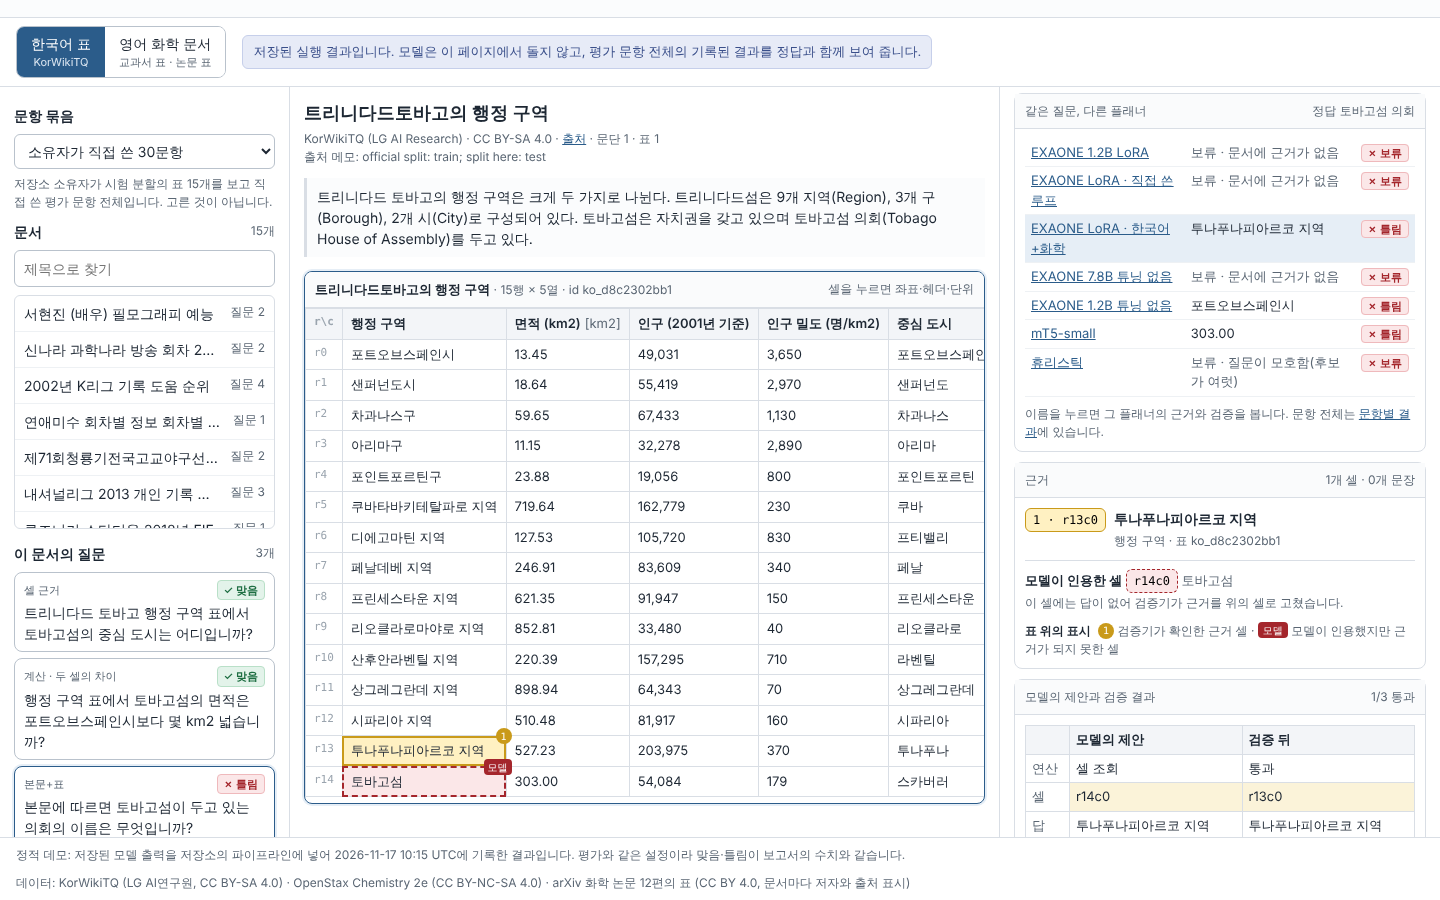 한국어 표
KorWikiTQ
영어 화학 문서
교과서 표 · 논문 표
저장된 실행 결과입니다. 모델은 이 페이지에서 돌지 않고, 평가 문항 전체의 기록된 결과를 정답과 함께 보여 줍니다.
문항 묶음
소유자가 직접 쓴 30문항
저장소 소유자가 시험 분할의 표 15개를 보고 직
접 쓴 평가 문항 전체입니다. 고른 것이 아닙니다.
문서 15개
제목으로 찾기
서현진 (배우) 필모그래피 예능 질문 2
신나라 과학나라 방송 회차 2... 질문 2
2002년 K리그 기록 도움 순위 질문 4
연애미수 회차별 정보 회차별 ... 질문 1
제71회청룡기전국고교야구선... 질문 2
내셔널리그 2013 개인 기록 ... 질문 3
질문 1
이 문서의 질문 3개
셀 근거 ✓ 맞음
트리니다드 토바고 행정 구역 표에서
토바고섬의 중심 도시는 어디입니까?
계산 · 두 셀의 차이 ✓ 맞음
행정 구역 표에서 토바고섬의 면적은
포트오브스페인시보다 몇 km2 넓습니
까?
본문+표 × 틀림
본문에 따르면 토바고섬이 두고 있는
의회의 이름은 무엇입니까?
트리니다드토바고의 행정 구역
KorWikiTQ (LG AI Research) · CC BY-SA 4.0 · 출처 · 문단 1 · 표 1
출처 메모: official split: train; split here: test
트리니다드 토바고의 행정 구역은 크게 두 가지로 나뉜다. 트리니다드섬은 9개 지역(Region), 3개 구
(Borough), 2개 시(City)로 구성되어 있다. 토바고섬은 자치권을 갖고 있으며 토바고섬 의회(Tobago
House of Assembly)를 두고 있다.
트리니다드토바고의 행정 구역 · 15행 × 5열 · id ko_d8c2302bb1 셀을 누르면 좌표·헤더·단위
r\c 행정 구역 면적 (km2) [km2] 인구 (2001년 기준) 인구 밀도 (명/km2) 중심 도시
r0 포트오브스페인시 13.45 49,031 3,650 포트오브스페인
r1 샌퍼넌도시 18.64 55,419 2,970 샌퍼넌도
r2 차과나스구 59.65 67,433 1,130 차과나스
r3 아리마구 11.15 32,278 2,890 아리마
r4 포인트포르틴구 23.88 19,056 800 포인트포르틴
r5 쿠바타바키테탈파로 지역 719.64 162,779 230 쿠바
r6 디에고마틴 지역 127.53 105,720 830 프티밸리
r7 페날데베 지역 246.91 83,609 340 페날
r8 프린세스타운 지역 621.35 91,947 150 프린세스타운
r9 리오클라로마야로 지역 852.81 33,480 40 리오클라로
r10 산후안라벤틸 지역 220.39 157,295 710 라벤틸
r11 상그레그란데 지역 898.94 64,343 70 상그레그란데
r12 시파리아 지역 510.48 81,917 160 시파리아
r13 투나푸나피아르코 지역 1 527.23 203,975 370 투나푸나
r14 토바고섬 모델 303.00 54,084 179 스카버러
같은 질문, 다른 플래너 정답 토바고섬 의회
EXAONE 1.2B LoRA 보류 · 문서에 근거가 없음 × 보류
EXAONE LoRA · 직접 쓴 보류 · 문서에 근거가 없음 × 보류
루프
EXAONE LoRA · 한국어 투나푸나피아르코 지역 × 틀림
+화학
EXAONE 7.8B 튜닝 없음 보류 · 문서에 근거가 없음 × 보류
EXAONE 1.2B 튜닝 없음 포트오브스페인시 × 틀림
mT5-small 303.00 × 틀림
휴리스틱 보류 · 질문이 모호함(후보 × 보류
가 여럿)
이름을 누르면 그 플래너의 근거와 검증을 봅니다. 문항 전체는 문항별 결
과에 있습니다.
근거 1개 셀 · 0개 문장
1 · r13c0 투나푸나피아르코 지역
행정 구역 · 표 ko_d8c2302bb1
모델이 인용한 셀 r14c0 토바고섬
이 셀에는 답이 없어 검증기가 근거를 위의 셀로 고쳤습니다.
표 위의 표시 1 검증기가 확인한 근거 셀 · 모델 모델이 인용했지만 근
거가 되지 못한 셀
모델의 제안과 검증 결과 1/3 통과
모델의 제안 검증 뒤
연산 셀 조회 통과
셀 r14c0 r13c0
답 투나푸나피아르코 지역 투나푸나피아르코 지역
정적 데모: 저장된 모델 출력을 저장소의 파이프라인에 넣어 2026-11-17 10:15 UTC에 기록한 결과입니다. 평가와 같은 설정이라 맞음·틀림이 보고서의 수치와 같습니다.
데이터: KorWikiTQ (LG AI연구원, CC BY-SA 4.0) · OpenStax Chemistry 2e (CC BY-NC-SA 4.0) · arXiv 화학 논문 12편의 표 (CC BY 4.0, 문서마다 저자와 출처 표시)